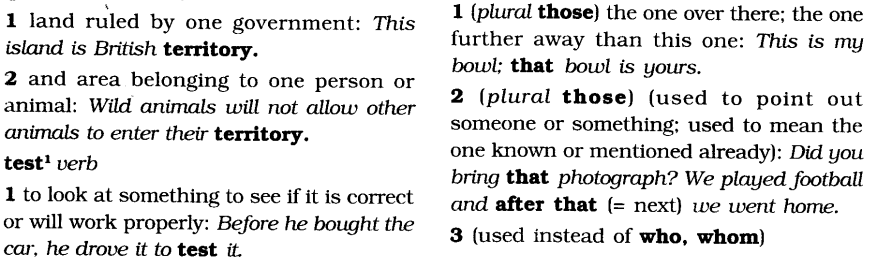 1 land ruled by one government: This
island is British territory.
2 and area belonging to one person or
animal: Wild animals will not allow other
animals to enter their territory.
test¹ verb
1 to look at something to see if it is correct
or will work properly: Before he bought the
car, he drove it to test it.
1 (plural those) the one over there; the one
further away than this one: This is my
bowl; that bowl is yours.
2 (plural those) (used to point out
someone or something; used to mean the
one known or mentioned already): Did you
bring that photograph? We played football
and after that (= next) we went home.
3 (used instead of who, whom)